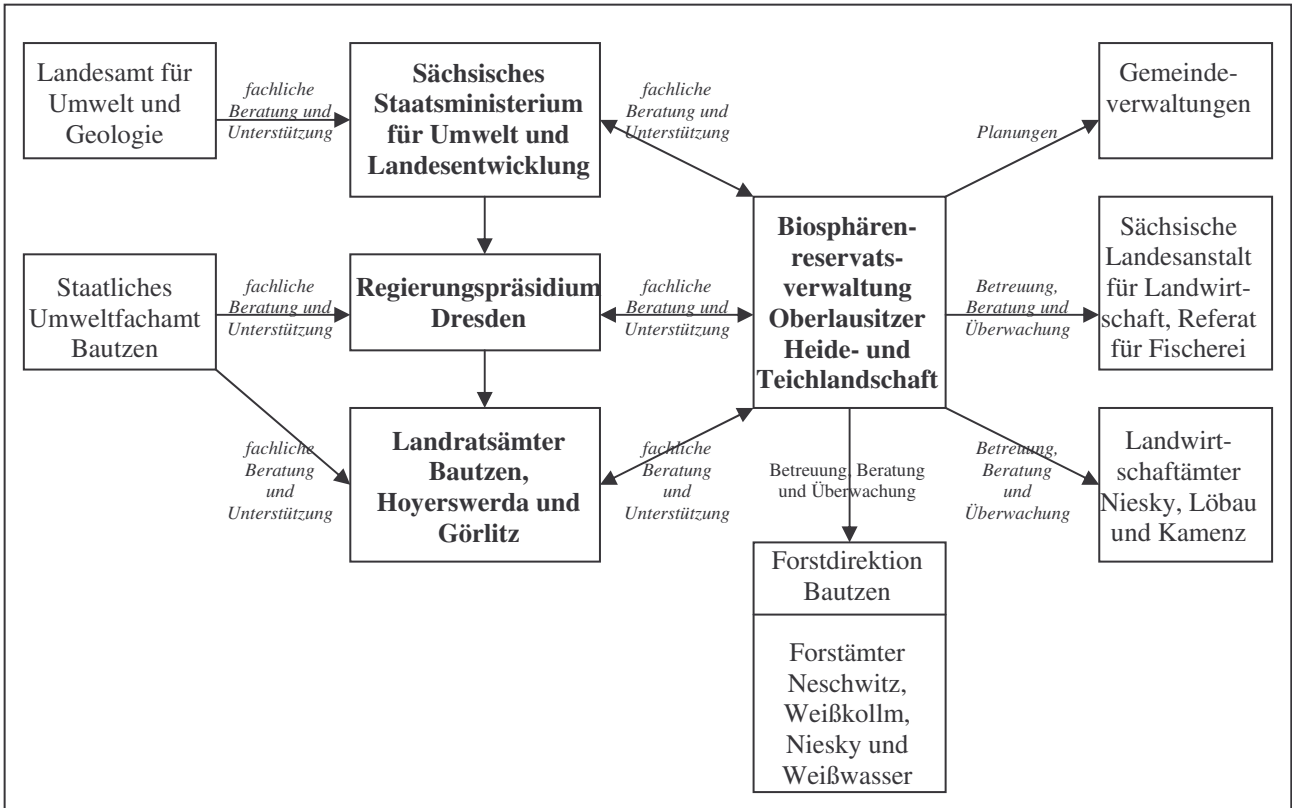 Landesamt für
Umwelt und
Geologie
fachliche
Beratung und
Unterstützung
Sächsisches
Staatsministerium
für Umwelt und
Landesentwicklung
fachliche
Beratung und
Unterstützung
Gemeinde-
verwaltungen
Planungen
Biosphären-
reservats-
verwaltung
Oberlausitzer
Heide- und
Teichlandschaft
Sächsische
Landesanstalt
für Landwirt-
schaft, Referat
für Fischerei
Betreuung,
Beratung und
Überwachung
Staatliches
Umweltfachamt
Bautzen
fachliche
Beratung und
Unterstützung
Regierungspräsidium
Dresden
fachliche
Beratung und
Unterstützung
fachliche
Beratung
und
Unterstützung
Landratsämter
Bautzen,
Hoyerswerda und
Görlitz
fachliche
Beratung
und
Unterstützung
Betreuung, Beratung
und Überwachung
Betreuung,
Beratung
und
Überwachung
Landwirt-
schaftämter
Niesky, Löbau
und Kamenz
Forstdirektion
Bautzen
Forstämter
Neschwitz,
Weißkollm,
Niesky und
Weißwasser